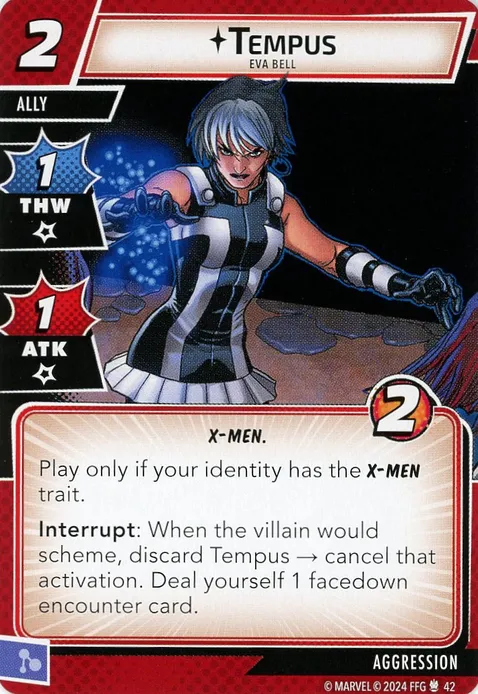 2
TEMPUS
EVA BELL
ALLY
1
THW
1
ATK
2
X-MEN.
Play only if your identity has the X-MEN
trait.
Interrupt: When the villain would
scheme, discard Tempus → cancel that
activation. Deal yourself 1 facedown
encounter card.
AGGRESSION
© MARVEL © 2024 FFG 42